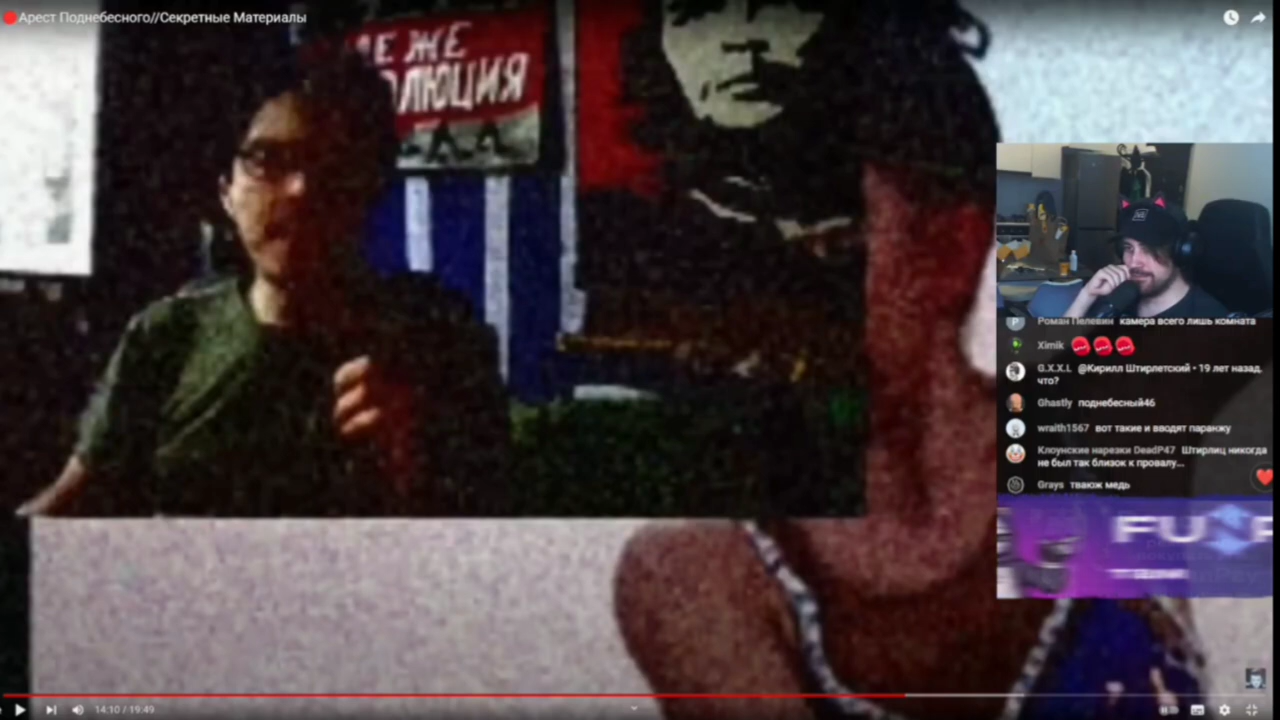 Арест Поднебесного//Секретные Материалы
ЖЕ
ЛЮЦИЯ
Роман Пелевин камера всего лишь комната
Ximik
G.X.X.L @Кирилл Штирлетский • 19 лет назад,
что?
Ghastly поднебесный46
wraith1567 вот такие и вводят паранжу
Клоунские нарезки DeadP47 Штирлиц никогда
не был так близок к провалу...
Grays тваюж медь
FUNP
14:10 / 19:49